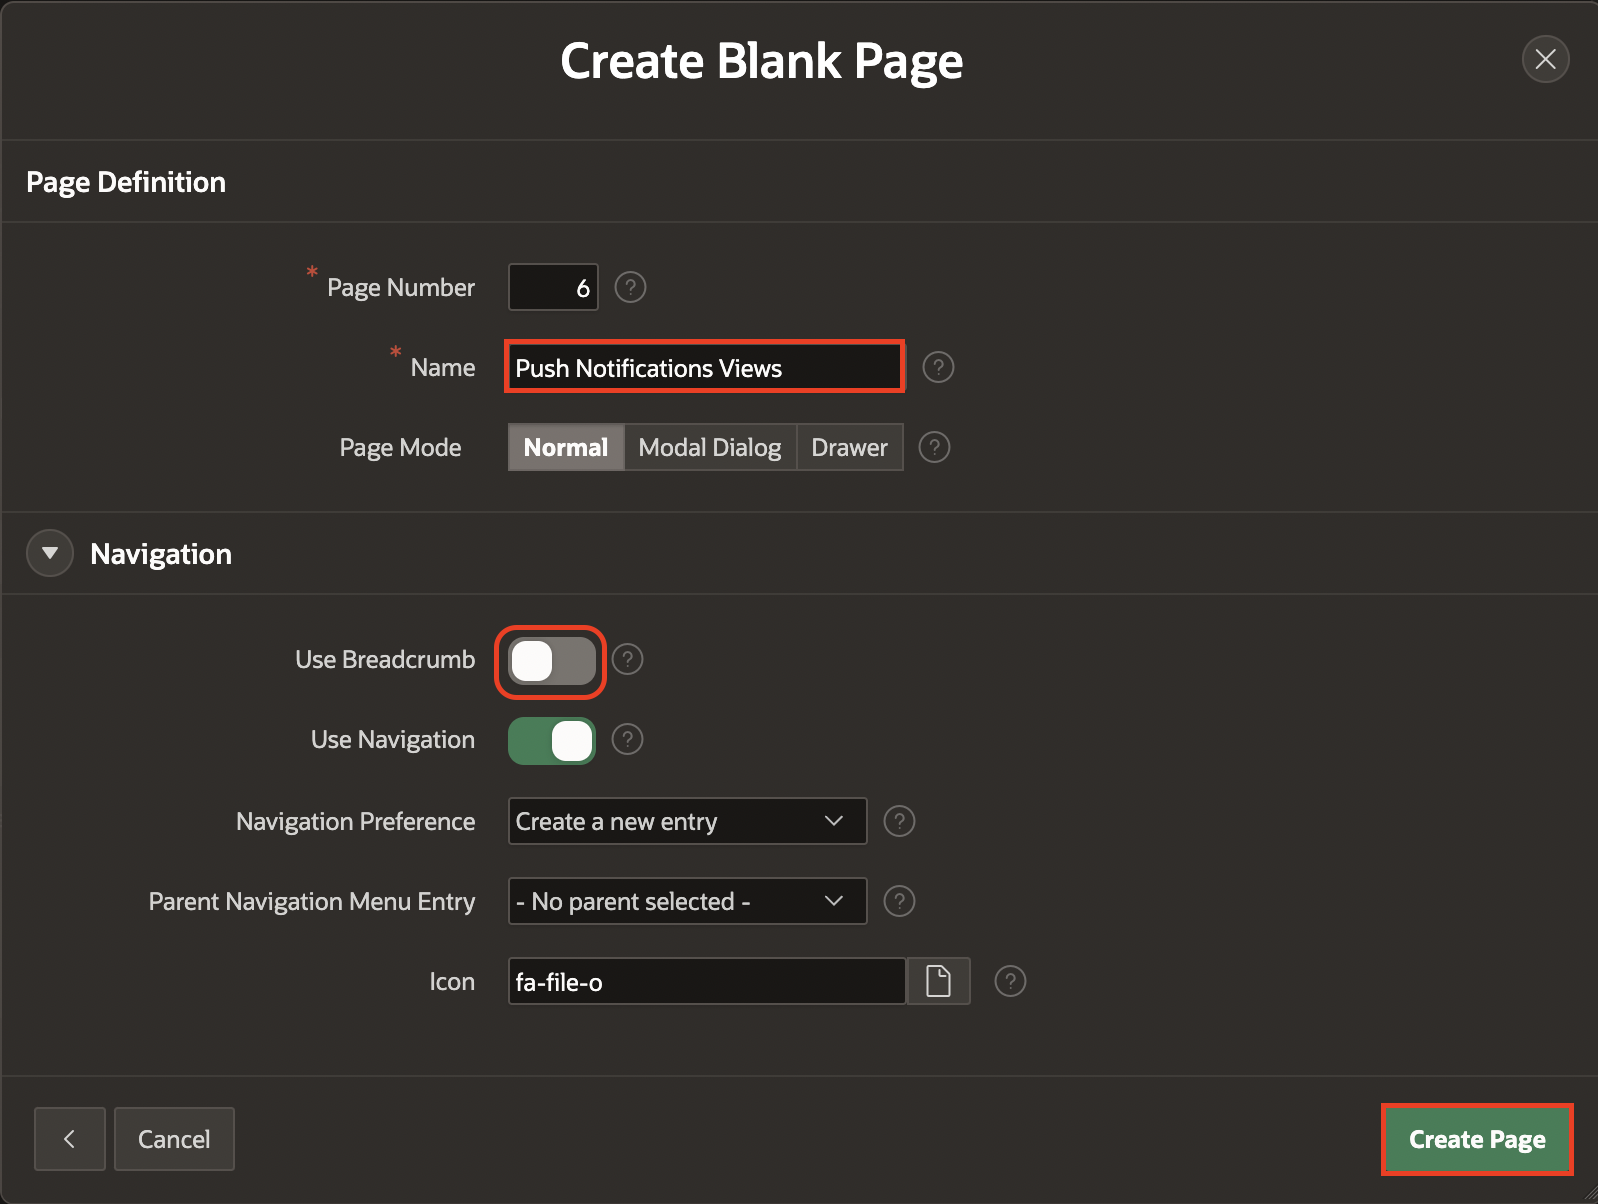 Create Blank Page
Page Definition
* Page Number 6 ?
* Name Push Notifications Views ?
Page Mode Normal Modal Dialog Drawer ?
Navigation
Use Breadcrumb ?
Use Navigation ?
Navigation Preference Create a new entry ?
Parent Navigation Menu Entry - No parent selected - ?
Icon fa-file-o ?
Cancel Create Page